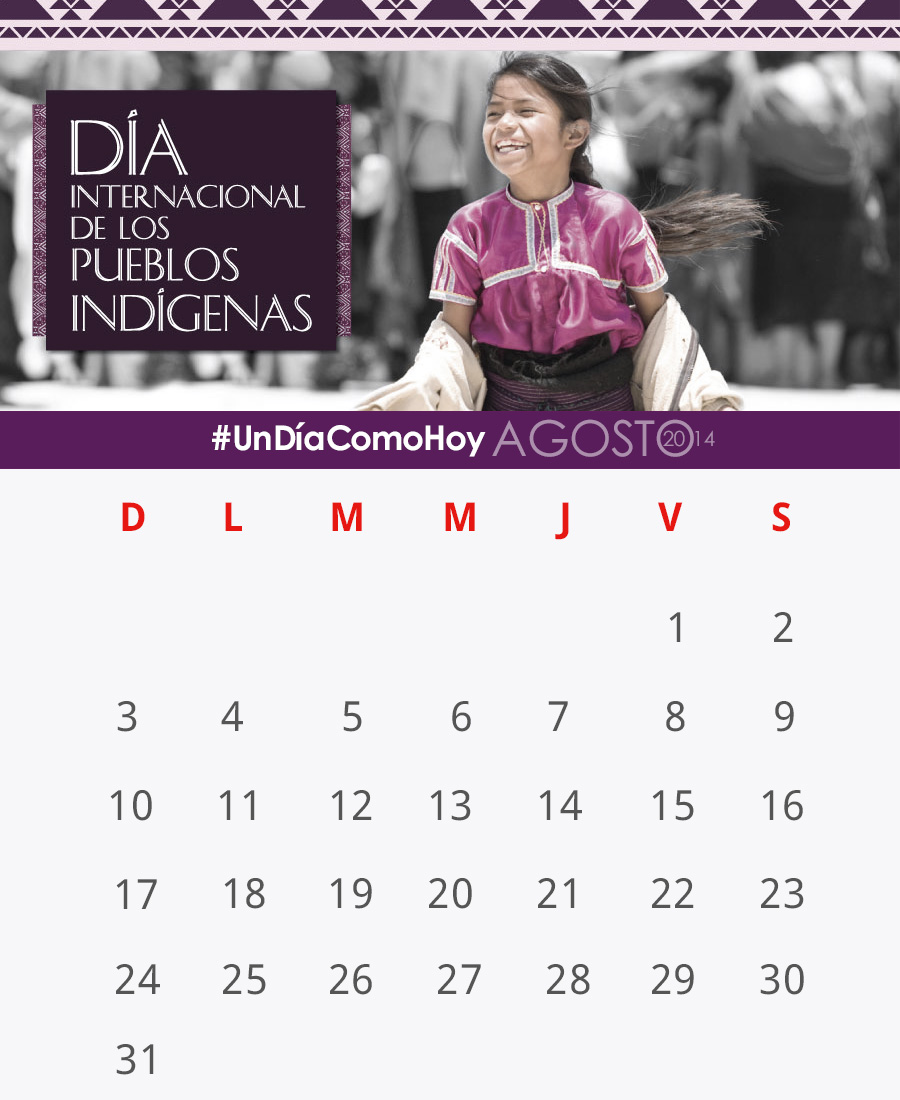 DÍA
INTERNACIONAL
DE LOS
PUEBLOS
INDÍGENAS
#UnDíaComoHoy AGOSTO 2014
D L M M J V S
1 2
3 4 5 6 7 8 9
10 11 12 13 14 15 16
17 18 19 20 21 22 23
24 25 26 27 28 29 30
31